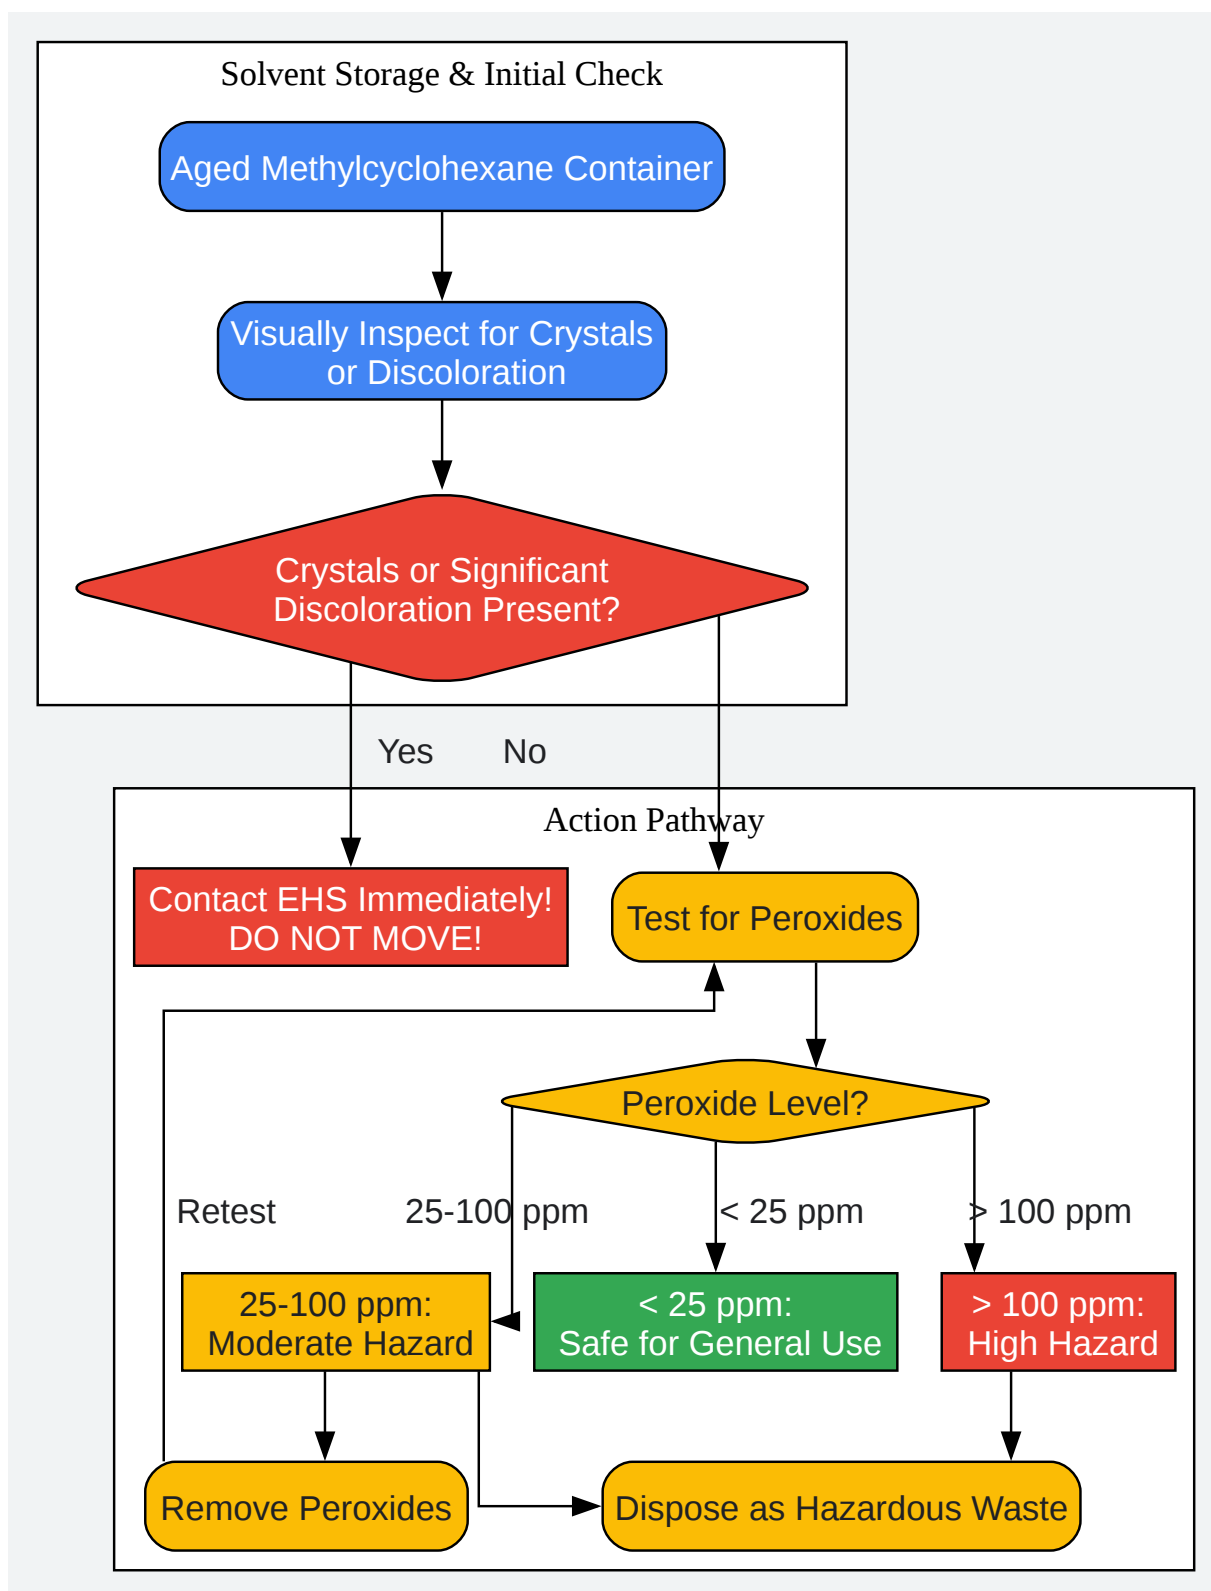 Solvent Storage & Initial Check
Aged Methylcyclohexane Container
Visually Inspect for Crystals
or Discoloration
Crystals or Significant
Discoloration Present?
Yes
No
Action Pathway
Contact EHS Immediately!
DO NOT MOVE!
Test for Peroxides
Peroxide Level?
Retest
25-100 ppm
< 25 ppm
> 100 ppm
25-100 ppm:
Moderate Hazard
< 25 ppm:
Safe for General Use
> 100 ppm:
High Hazard
Remove Peroxides
Dispose as Hazardous Waste